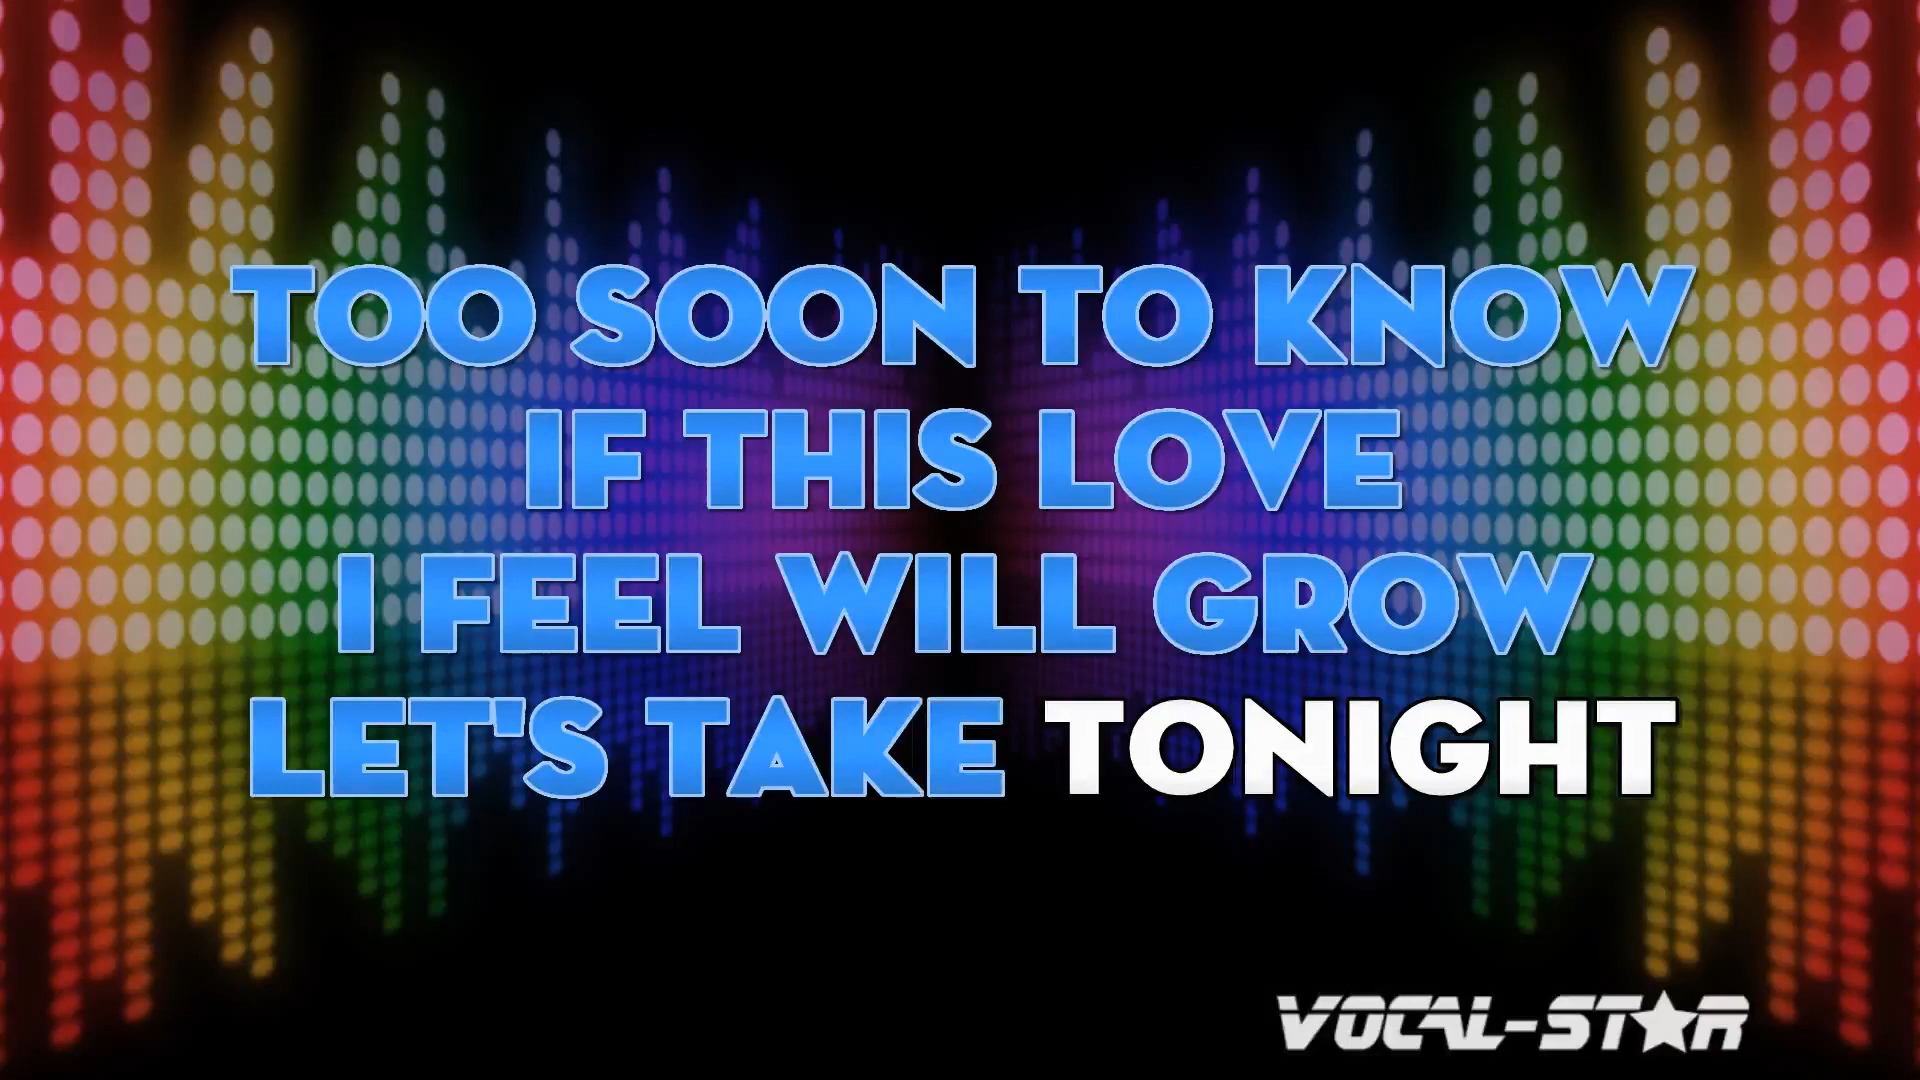 TOO SOON TO KNOW
IF THIS LOVE
I FEEL WILL GROW
LET'S TAKE TONIGHT
VOCAL-STAR